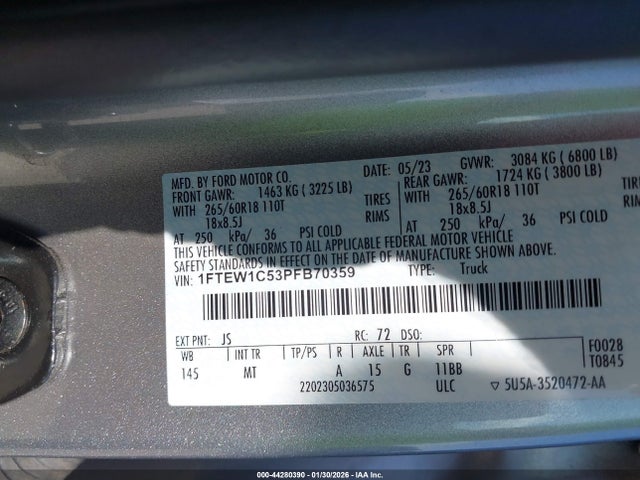 MFD. BY FORD MOTOR CO.
DATE: 05/23 GVWR: 3084 KG ( 6800 LB)
FRONT GAWR: 1463 KG ( 3225 LB)
REAR GAWR: 1724 KG ( 3800 LB)
WITH 265/60R18 110T TIRES
WITH 265/60R18 110T TIRES
18x8.5J RIMS
18x8.5J RIMS
AT 250 kPa/ 36 PSI COLD
AT 250 kPa/ 36 PSI COLD
THIS VEHICLE CONFORMS TO ALL APPLICABLE FEDERAL MOTOR VEHICLE
SAFETY STANDARDS IN EFFECT ON THE DATE OF MANUFACTURE SHOWN ABOVE.
VIN: 1FTEW1C53PFB70359 TYPE: Truck
EXT PNT: JS RC: 72 DSO:
WB INT TR TP/PS R AXLE TR SPR
145 MT A 15 G 11BB
F0028
T0845
2202305036575 ULC ▽ 5U5A-3520472-AA
000-44280390 - 01/30/2026 - IAA Inc.